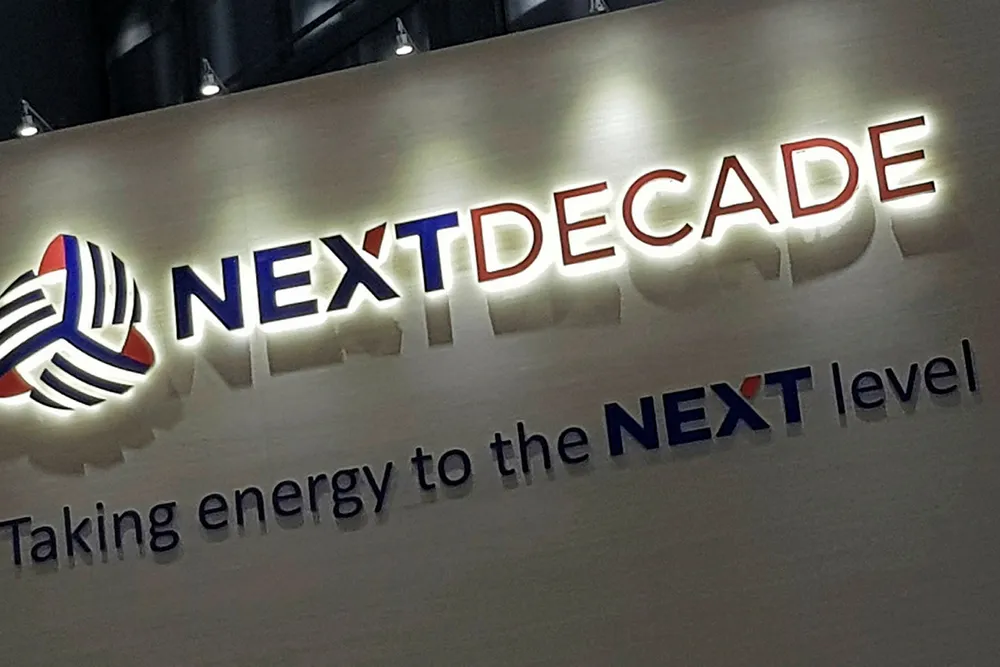 NEXTDECADE
Taking energy to the NEXT level